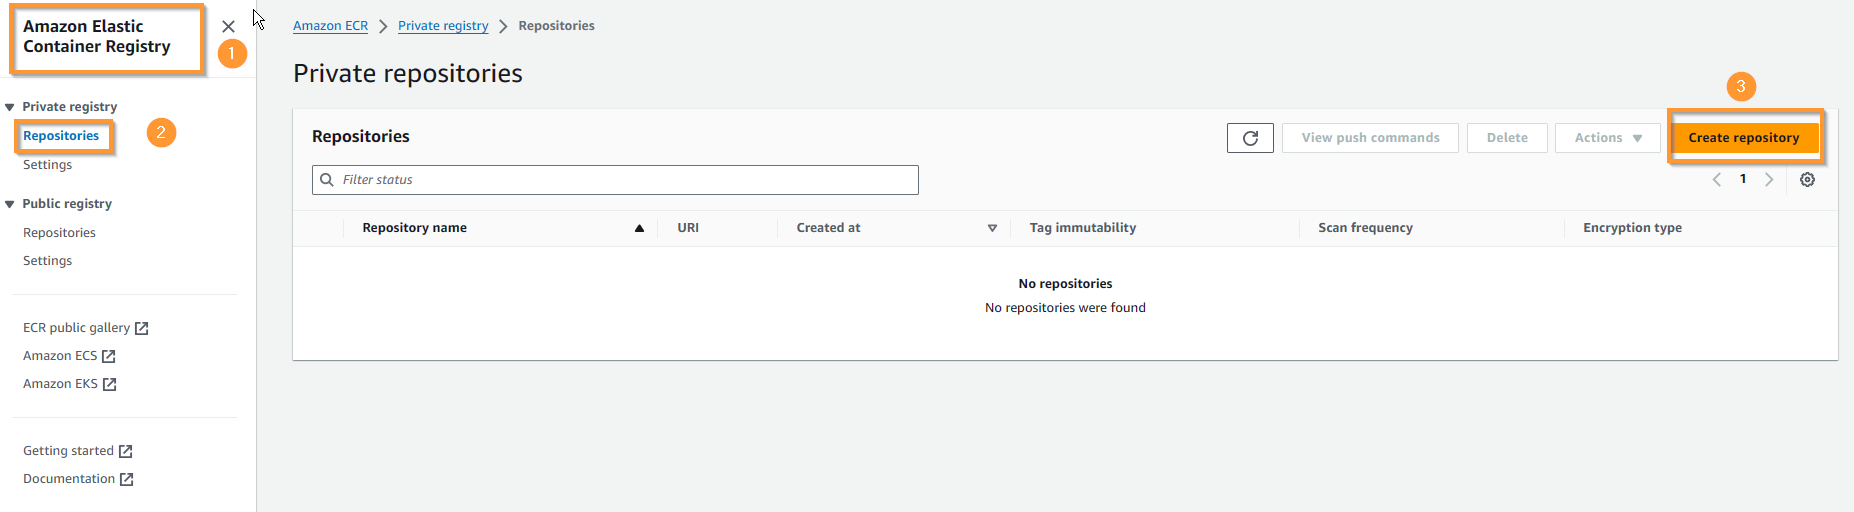 Amazon Elastic
Container Registry
1
Private registry
Repositories
2
Settings
Public registry
Repositories
Settings
ECR public gallery
Amazon ECS
Amazon EKS
Getting started
Documentation
Amazon ECR > Private registry > Repositories
Private repositories
3
Repositories
View push commands
Delete
Actions
Create repository
Filter status
1
Repository name
URI
Created at
Tag immutability
Scan frequency
Encryption type
No repositories
No repositories were found